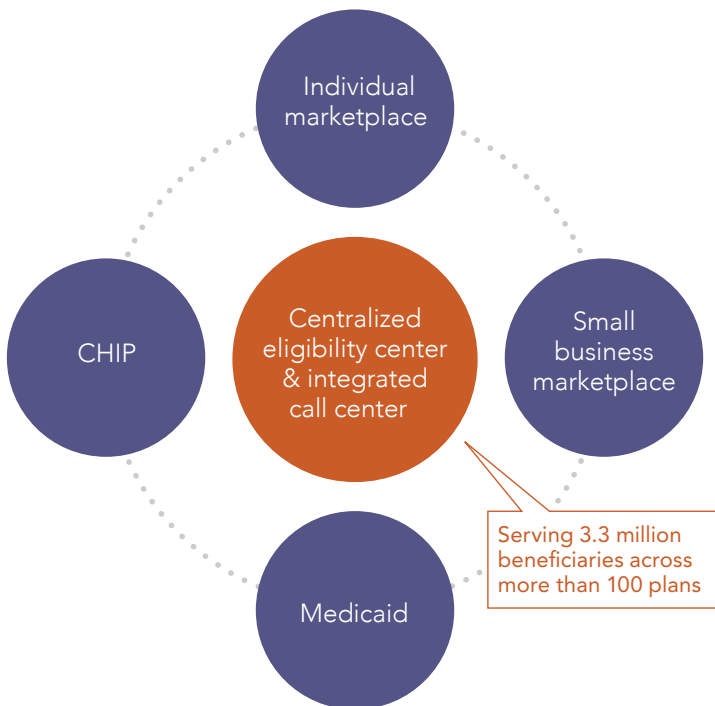 Individual
marketplace
CHIP
Centralized
eligibility center
& integrated
call center
Small
business
marketplace
Serving 3.3 million
beneficiaries across
more than 100 plans
Medicaid